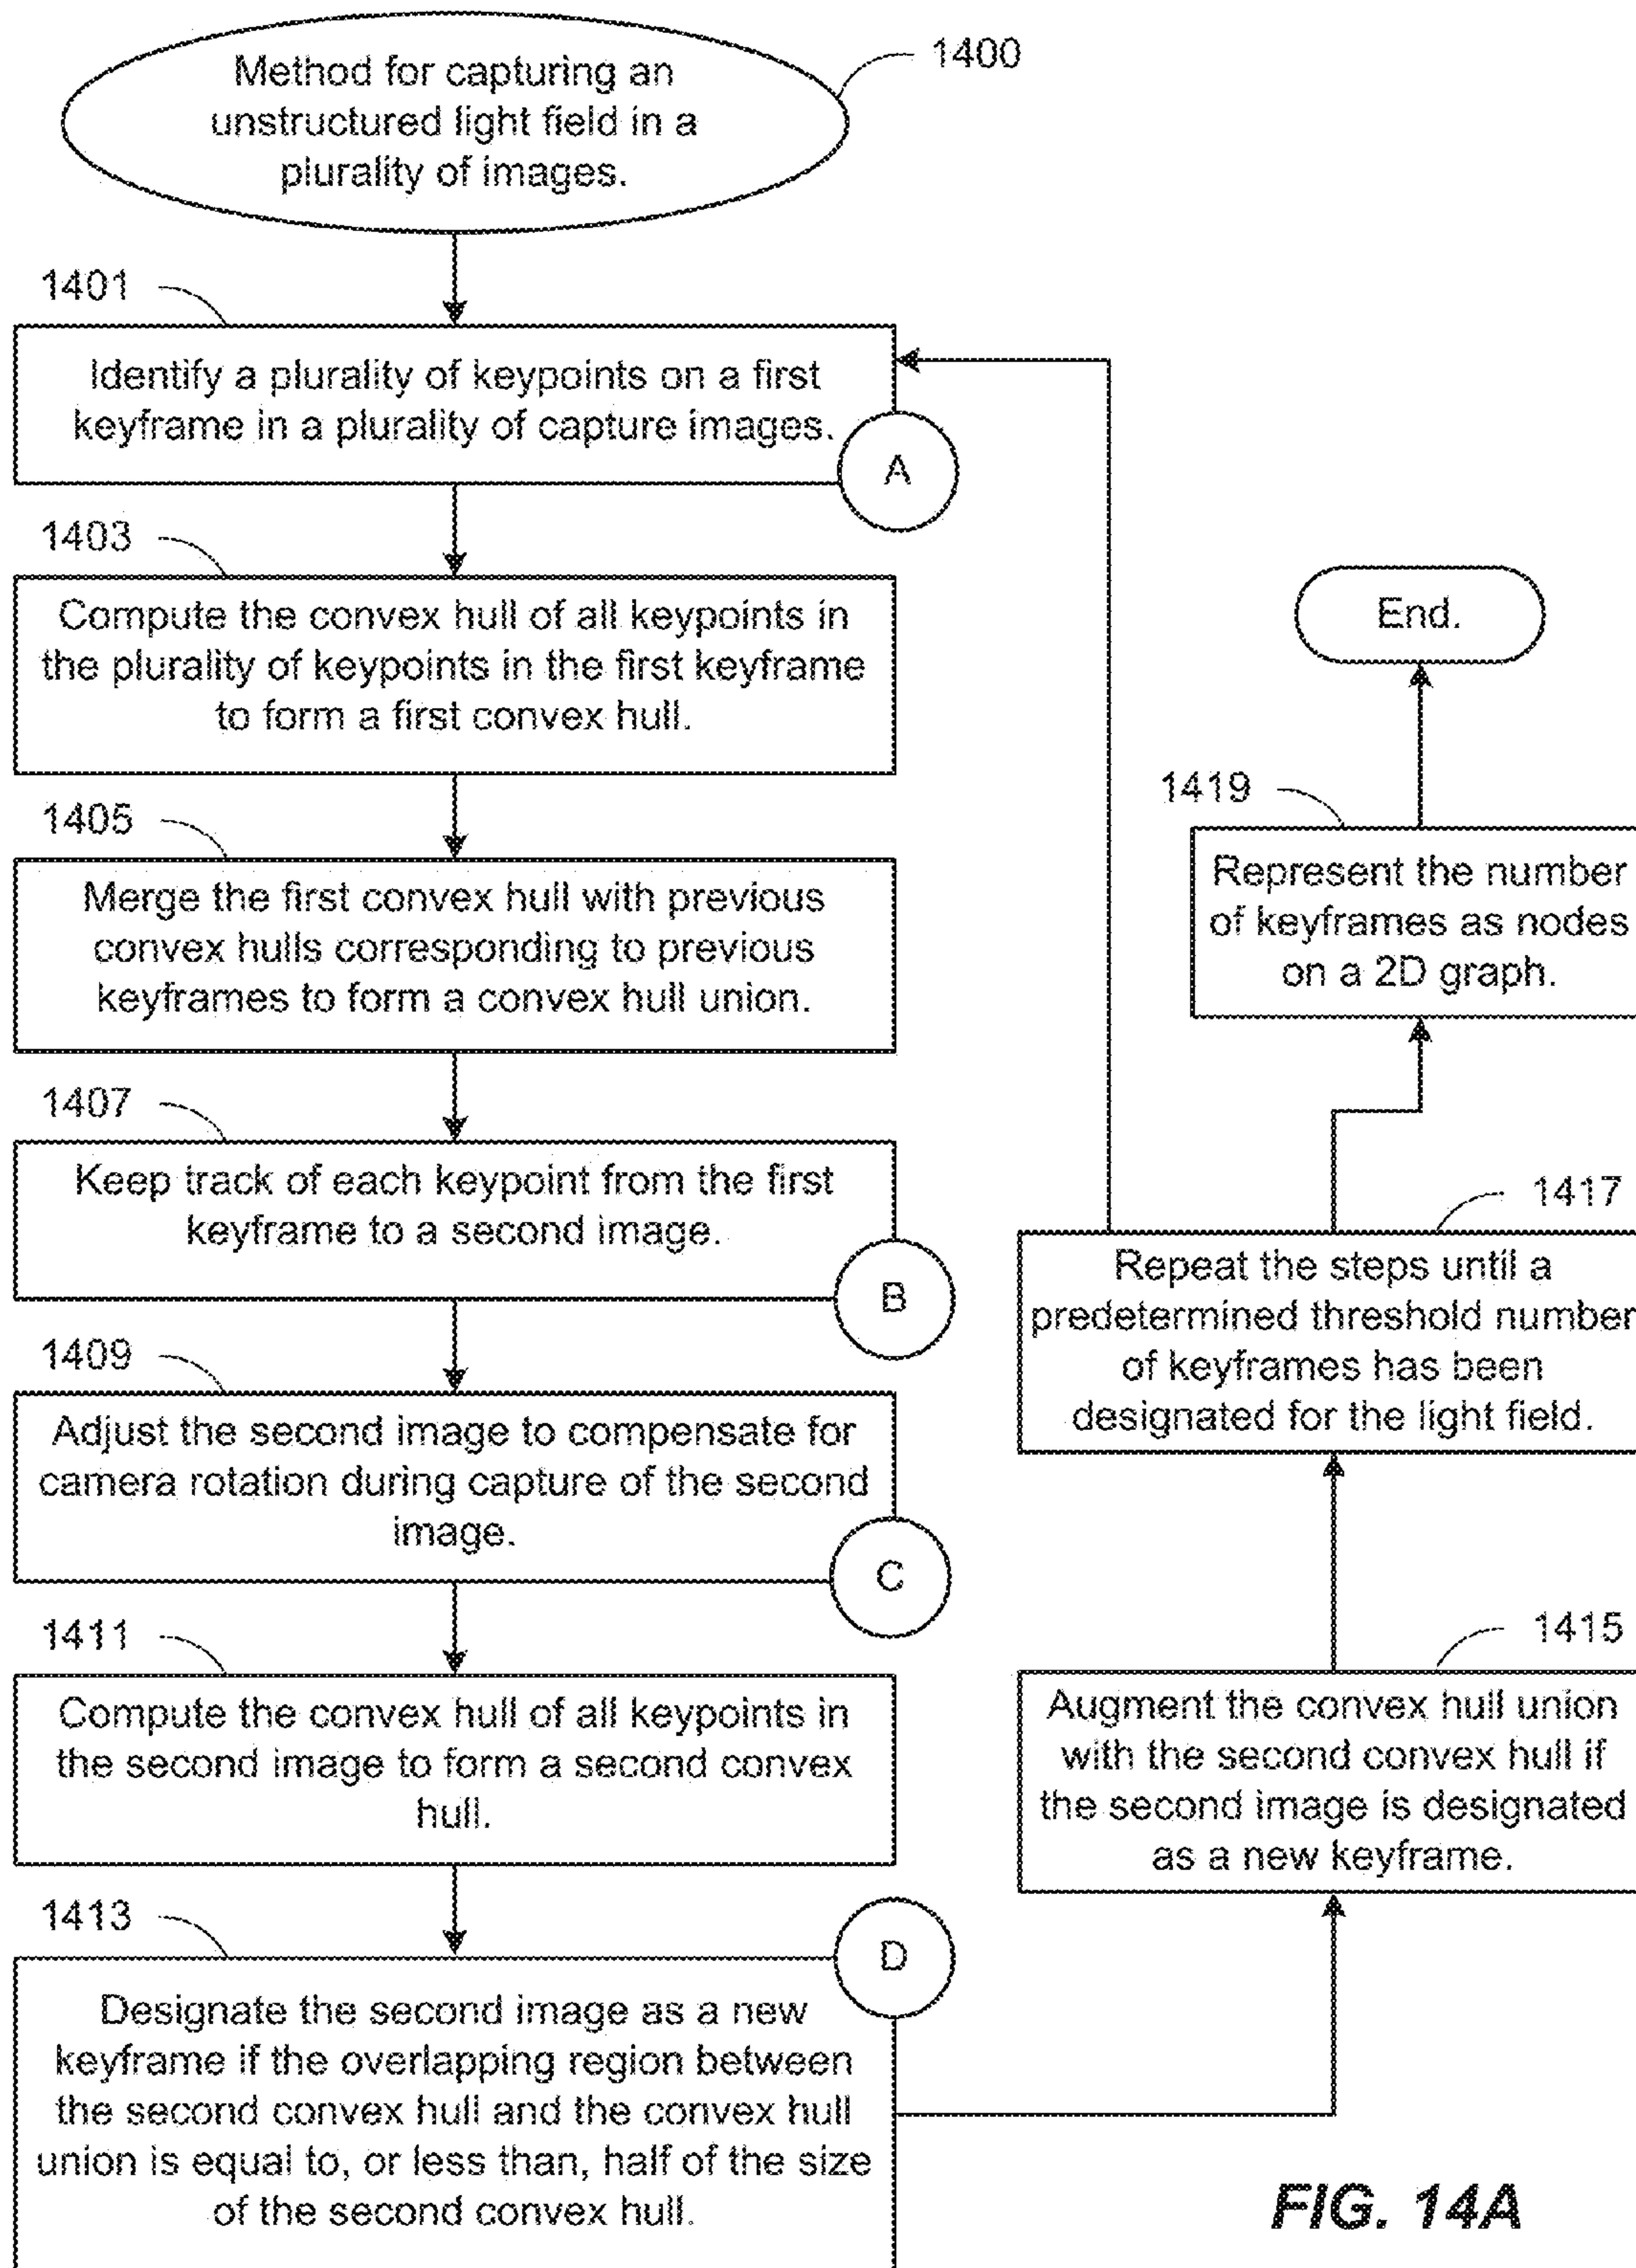 Method for capturing an
unstructured light field in a
plurality of images.
1400
1401
Identify a plurality of keypoints on a first
keyframe in a plurality of capture images.
A
1403
Compute the convex hull of all keypoints in
the plurality of keypoints in the first keyframe
to form a first convex hull.
1405
Merge the first convex hull with previous
convex hulls corresponding to previous
keyframes to form a convex hull union.
1407
Keep track of each keypoint from the first
keyframe to a second image.
B
1409
Adjust the second image to compensate for
camera rotation during capture of the second
image.
C
1411
Compute the convex hull of all keypoints in
the second image to form a second convex
hull.
1413
D
Designate the second image as a new
keyframe if the overlapping region between
the second convex hull and the convex hull
union is equal to, or less than, half of the size
of the second convex hull.
1415
Augment the convex hull union
with the second convex hull if
the second image is designated
as a new keyframe.
1417
Repeat the steps until a
predetermined threshold number
of keyframes has been
designated for the light field.
1419
Represent the number
of keyframes as nodes
on a 2D graph.
End.
FIG. 14A